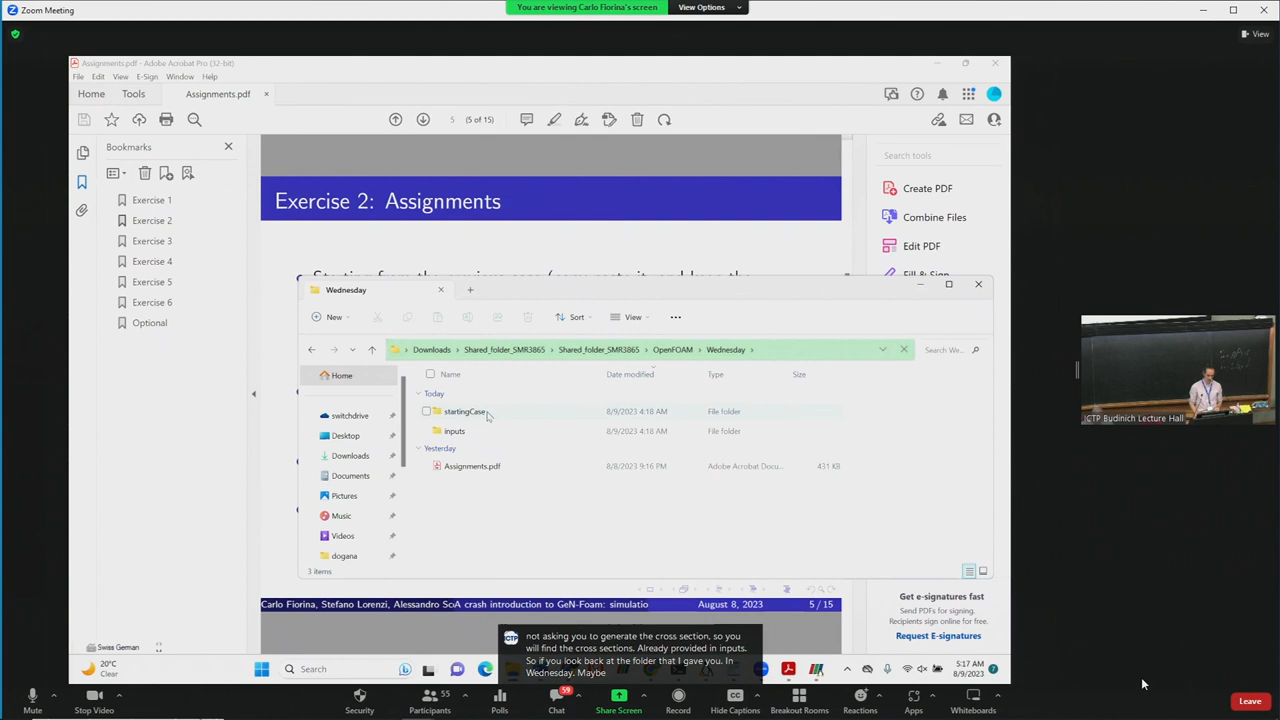 Zoom Meeting
You are viewing Carlo Fiorina's screen
View Options
View
Assignments.pdf - Adobe Acrobat Pro (32-bit)
File Edit View E-Sign Window Help
Home Tools Assignments.pdf ×
5 (5 of 15)
Bookmarks
Exercise 1
Exercise 2
Exercise 3
Exercise 4
Exercise 5
Exercise 6
Optional
Exercise 2: Assignments
Search tools
Create PDF
Combine Files
Edit PDF
Fill & Sign
Wednesday
New
Sort
View
Downloads > Shared_folder_SMR3865 > Shared_folder_SMR3865 > OpenFOAM > Wednesday >
Search We...
Home
switchdrive
Desktop
Downloads
Documents
Pictures
Music
Videos
dogana
Name Date modified Type Size
Today
startingCase 8/9/2023 4:18 AM File folder
inputs 8/9/2023 4:18 AM File folder
Yesterday
Assignments.pdf 8/8/2023 9:16 PM Adobe Acrobat Docu... 431 KB
3 items
Carlo Fiorina, Stefano Lorenzi, Alessandro Sc A crash introduction to GeN-Foam: simulatio August 8, 2023 5 / 15
Get e-signatures fast
Send PDFs for signing.
Recipients sign online for free.
Request E-signatures
ICTP Budinich Lecture Hall
ICTP
not asking you to generate the cross section, so you
will find the cross sections. Already provided in inputs.
So if you look back at the folder that I gave you. In
Wednesday. Maybe
Swiss German
20°C
Clear
Search
5:17 AM
8/9/2023
Mute
Stop Video
Security
Participants 55
Polls
Chat 59
Share Screen
Record
Hide Captions
Breakout Rooms
Reactions
Apps
Whiteboards
Leave